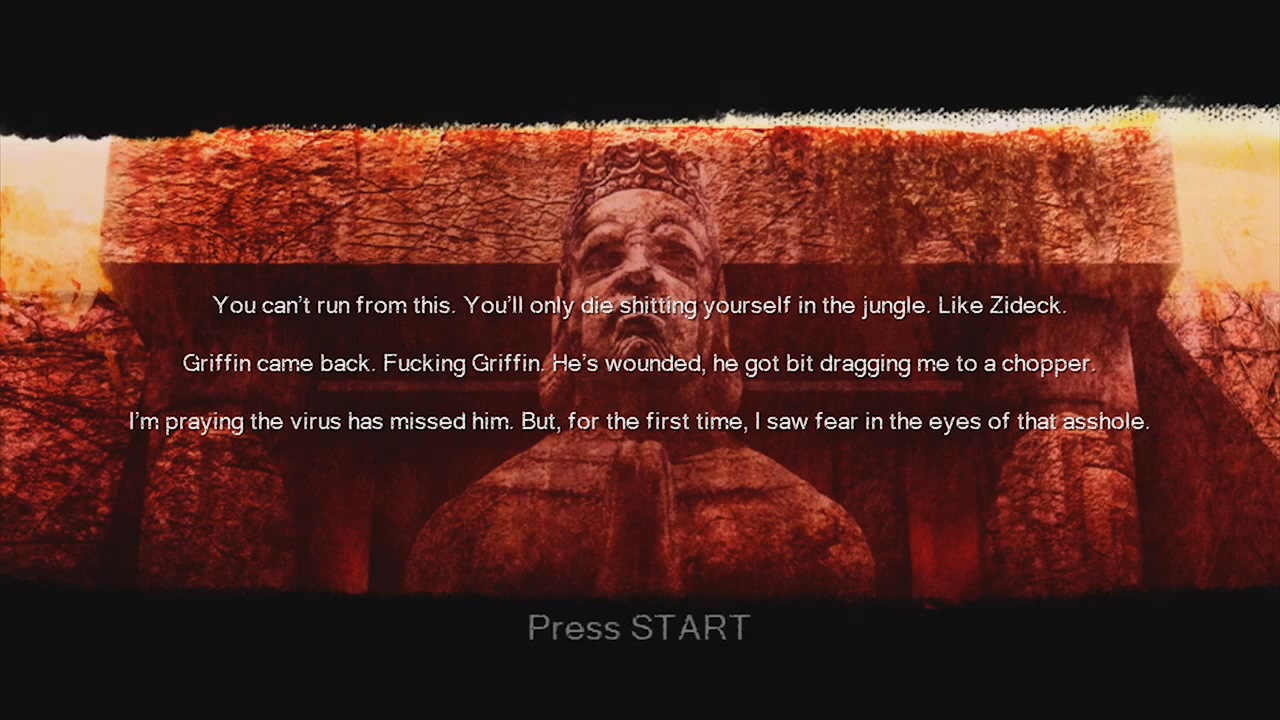 You can't run from this. You'll only die shitting yourself in the jungle. Like Zideck.
Griffin came back. Fucking Griffin. He's wounded, he got bit dragging me to a chopper.
I'm praying the virus has missed him. But, for the first time, I saw fear in the eyes of that asshole.
Press START